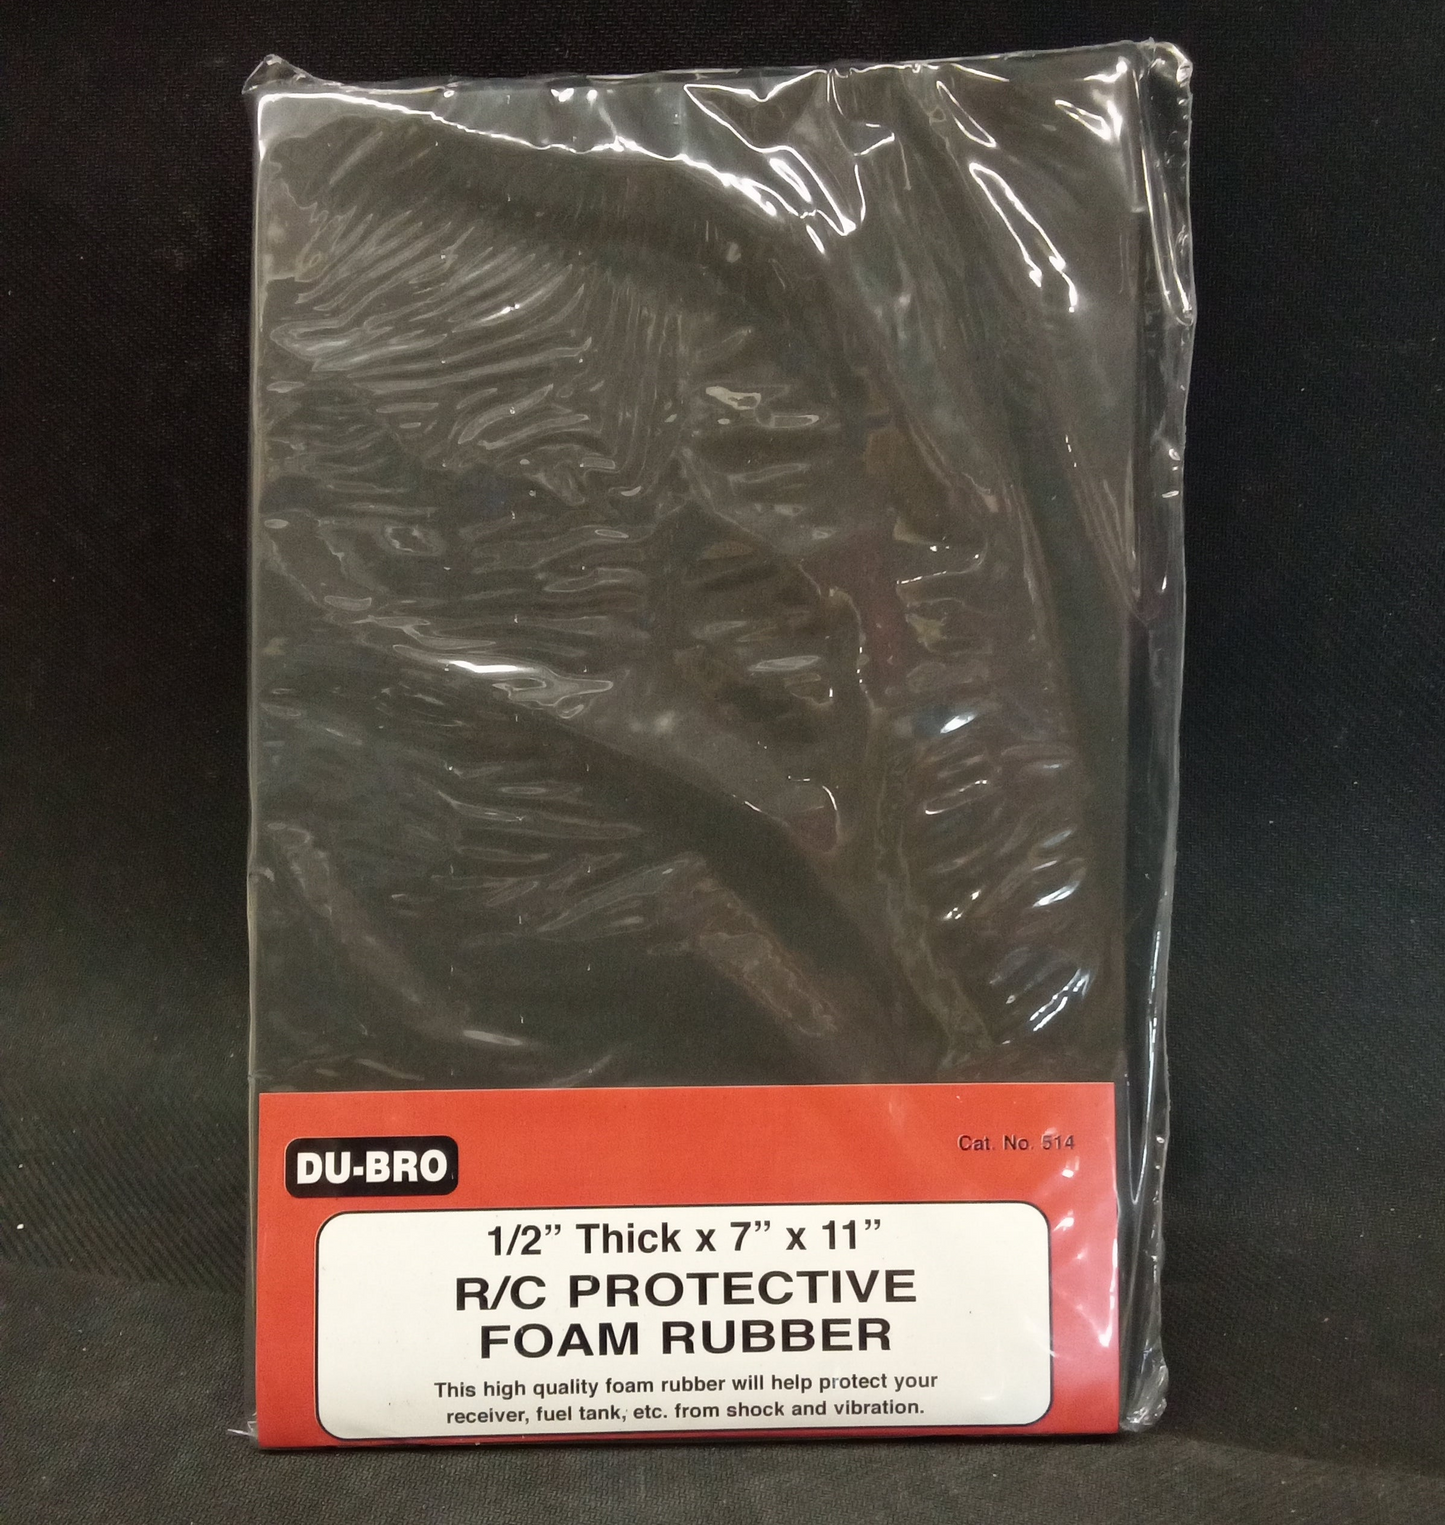 DU-BRO
Cat. No. 514
1/2” Thick x 7” x 11”
R/C PROTECTIVE
FOAM RUBBER
This high quality foam rubber will help protect your
receiver, fuel tank, etc. from shock and vibration.